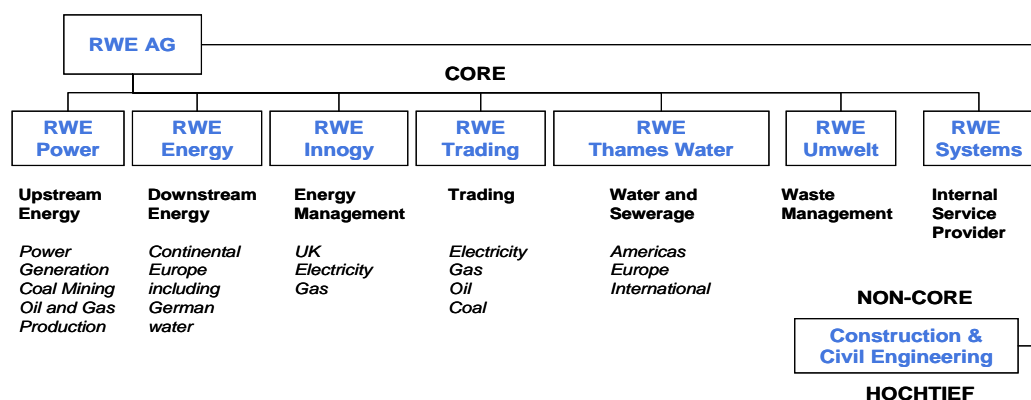 RWE AG
CORE
RWE
Power
RWE
Energy
RWE
Innogy
RWE
Trading
RWE
Thames Water
RWE
Umwelt
RWE
Systems
Upstream
Energy
Downstream
Energy
Energy
Management
Trading
Water and
Sewerage
Waste
Management
Internal
Service
Provider
Power
Generation
Coal Mining
Oil and Gas
Production
Continental
Europe
including
German
water
UK
Electricity
Gas
Electricity
Gas
Oil
Coal
Americas
Europe
International
NON-CORE
Construction &
Civil Engineering
HOCHTIEF